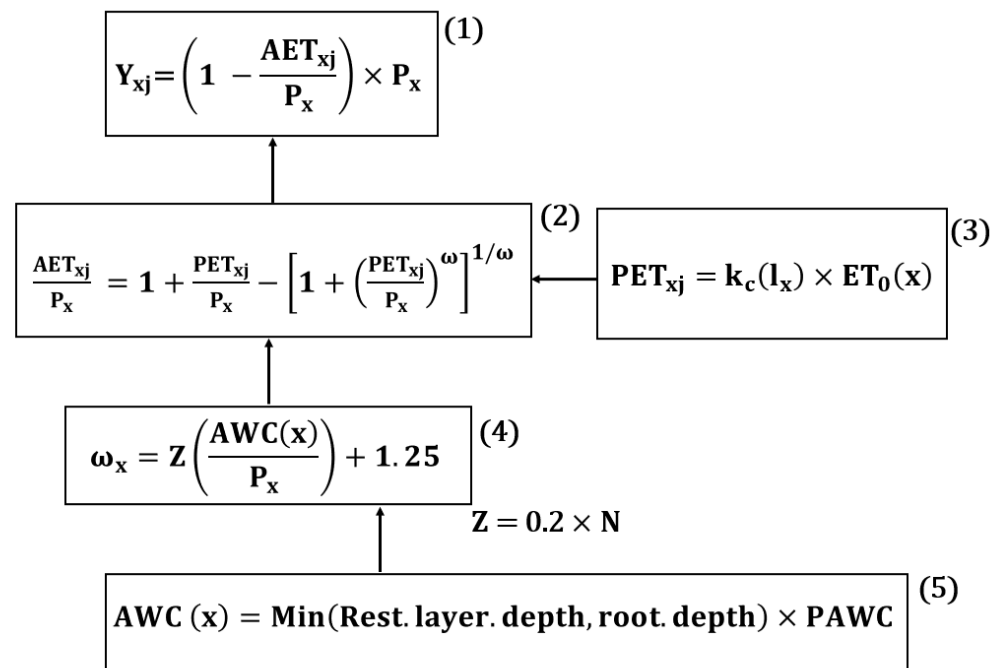 Y_xj = (1 − AET_xj / P_x) × P_x (1)
AET_xj / P_x = 1 + PET_xj / P_x − [1 + (PET_xj / P_x)^ω]^1/ω (2)
PET_xj = k_c(l_x) × ET_0(x) (3)
ω_x = Z(AWC(x) / P_x) + 1.25 (4)
Z = 0.2 × N
AWC (x) = Min(Rest. layer. depth, root. depth) × PAWC (5)